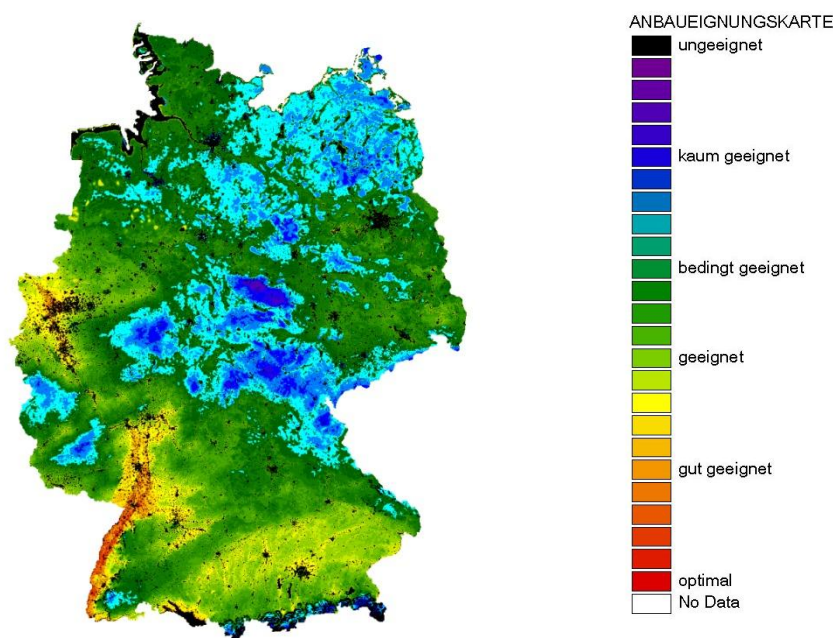 ANBAUEIGNUNGSKARTE
ungeeignet
kaum geeignet
bedingt geeignet
geeignet
gut geeignet
optimal
No Data